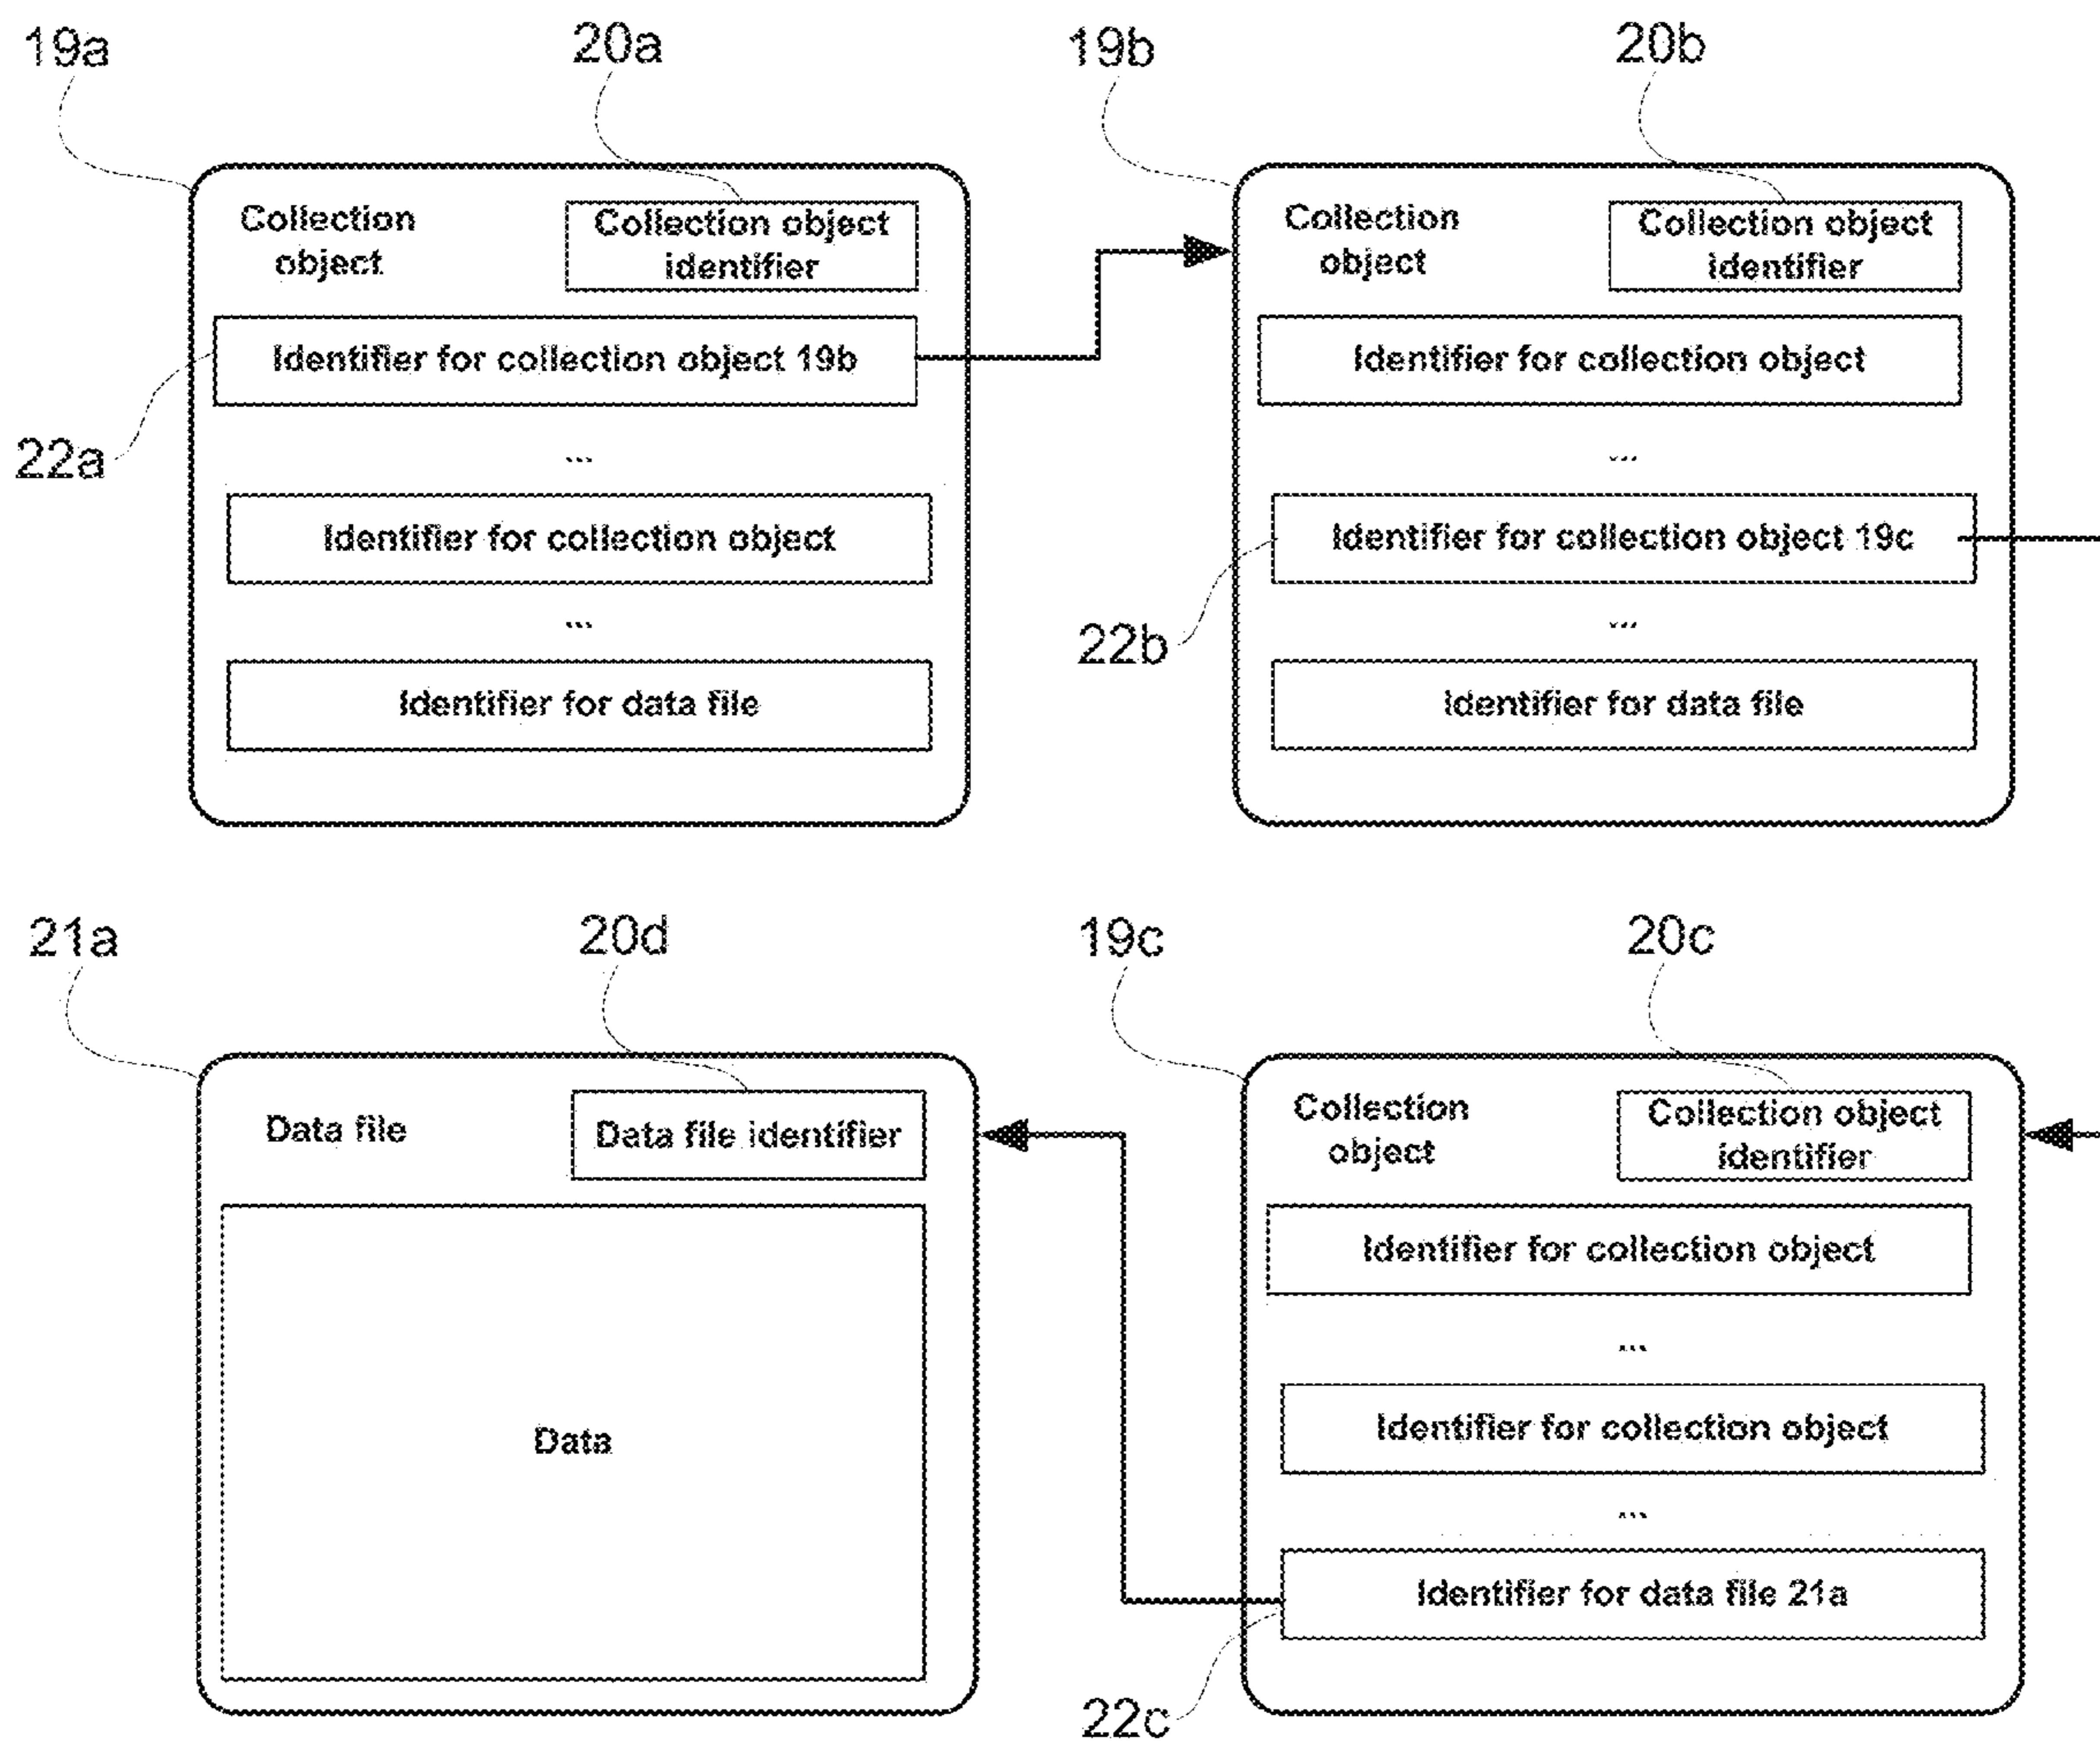 19a
20a
19b
20b
Collection
object
Collection object
identifier
Identifier for collection object 19b
22a
...
Identifier for collection object
...
Identifier for data file
Collection
object
Collection object
identifier
Identifier for collection object
...
Identifier for collection object 19c
22b
...
Identifier for data file
21a
20d
19c
20c
Data file
Data file identifier
Data
Collection
object
Collection object
identifier
Identifier for collection object
...
Identifier for collection object
...
Identifier for data file 21a
22c